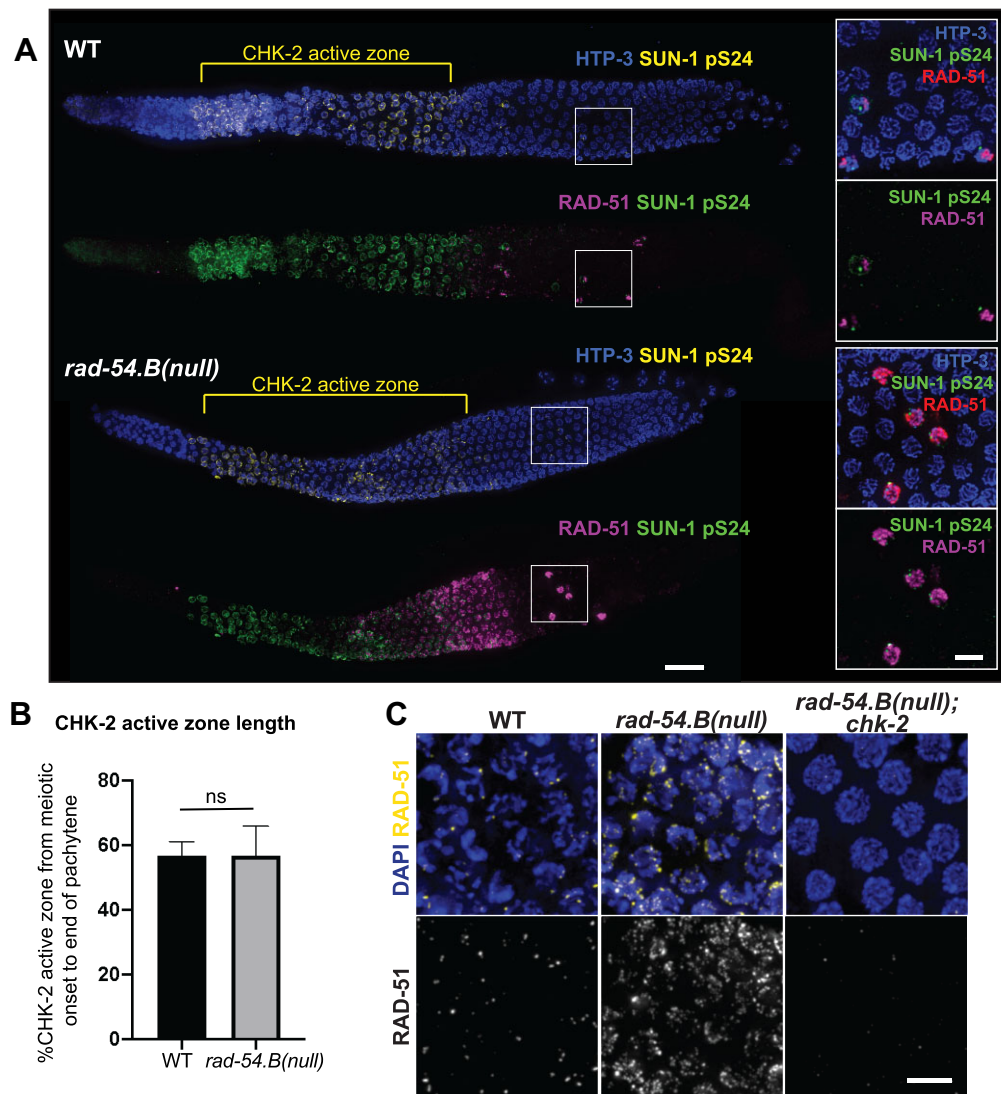 A
WT
CHK-2 active zone
HTP-3 SUN-1 pS24
RAD-51 SUN-1 pS24
rad-54.B(null)
CHK-2 active zone
HTP-3 SUN-1 pS24
RAD-51 SUN-1 pS24
HTP-3
SUN-1 pS24
RAD-51
SUN-1 pS24
RAD-51
HTP-3
SUN-1 pS24
RAD-51
SUN-1 pS24
RAD-51
B
CHK-2 active zone length
%CHK-2 active zone from meiotic
onset to end of pachytene
80
60
40
20
0
ns
WT
rad-54.B(null)
C
WT
rad-54.B(null)
rad-54.B(null);
chk-2
DAPI RAD-51
RAD-51